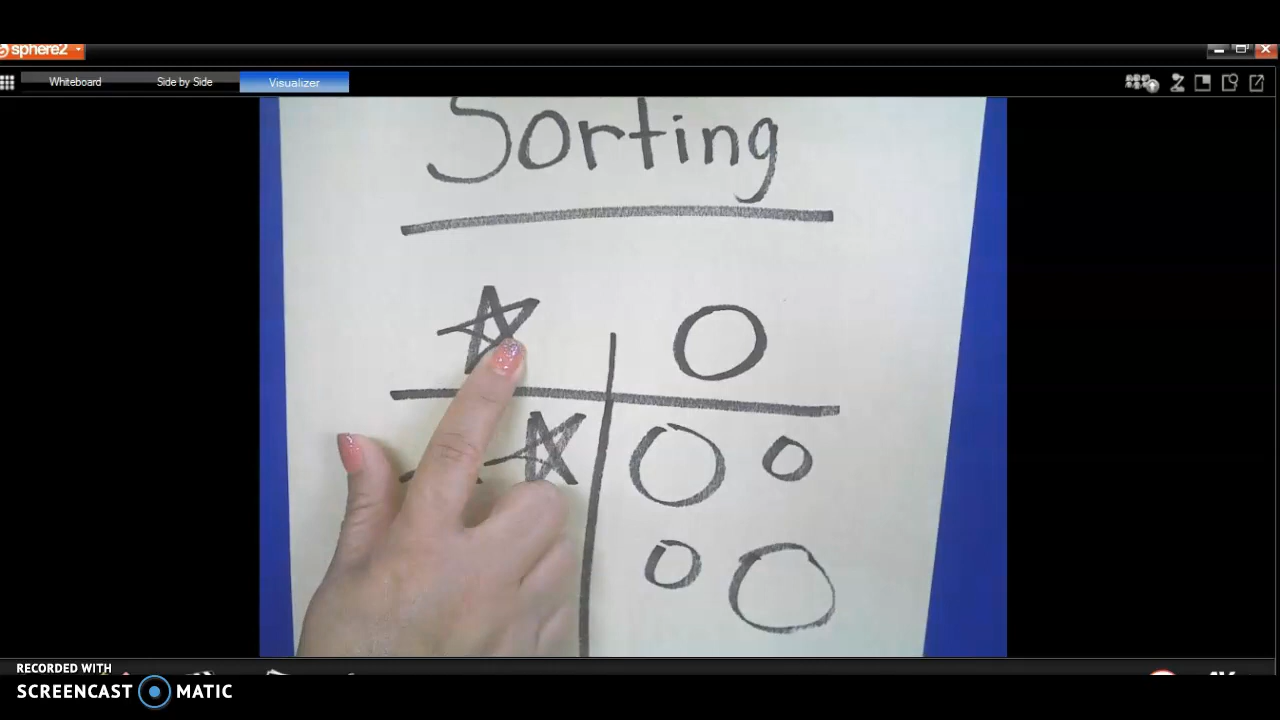 sphere2
Whiteboard Side by Side Visualizer
Sorting
RECORDED WITH
SCREENCAST MATIC